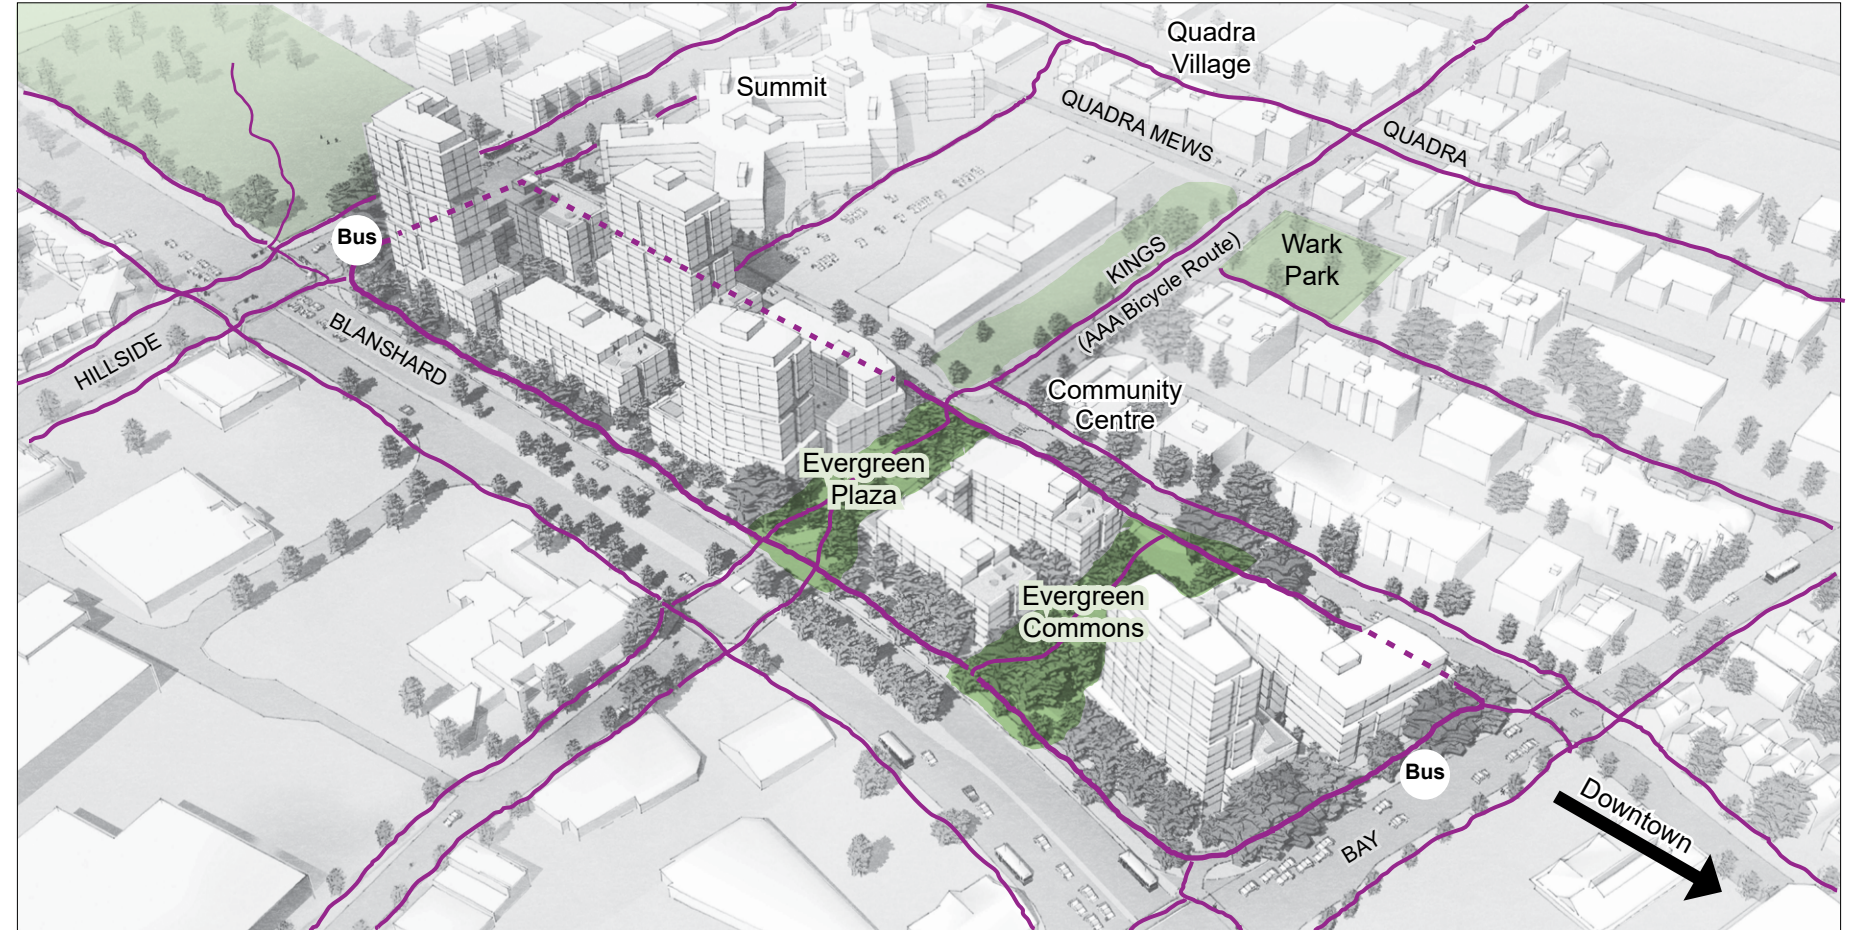 Quadra
Village
Summit
QUADRA MEWS
QUADRA
Bus
KINGS
(AAA Bicycle Route)
Wark
Park
HILLSIDE
BLANSHARD
Community
Centre
Evergreen
Plaza
Evergreen
Commons
Bus
BAY
Downtown